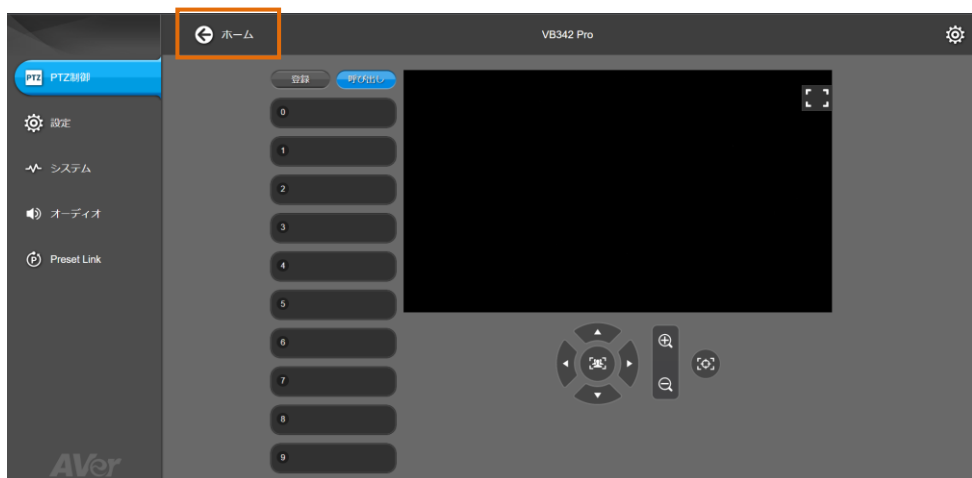 ホーム
VB342 Pro
PTZ PTZ制御
設定
システム
オーディオ
P Preset Link
登録 呼び出し
0
1
2
3
4
5
6
7
8
9
AVer